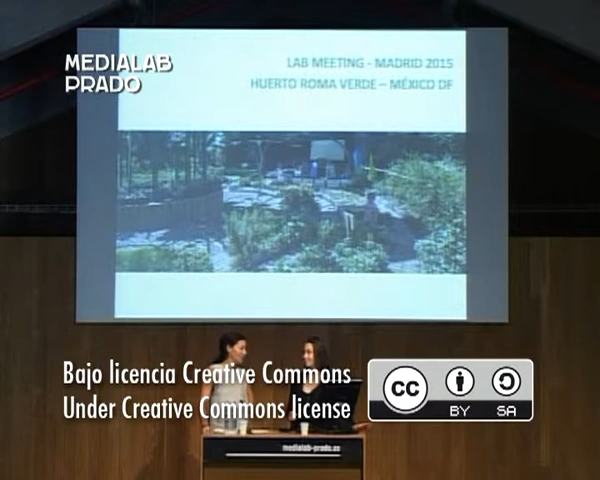 MEDIALAB
PRADO
LAB MEETING - MADRID 2015
HUERTO ROMA VERDE – MÉXICO DF
Bajo licencia Creative Commons
Under Creative Commons license
cc
BY SA
medialab-prado.es